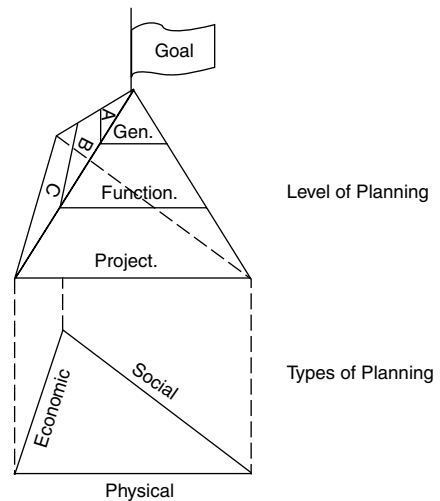 Goal
A
Gen.
B
Function.
C
Level of Planning
Project.
Economic
Social
Types of Planning
Physical